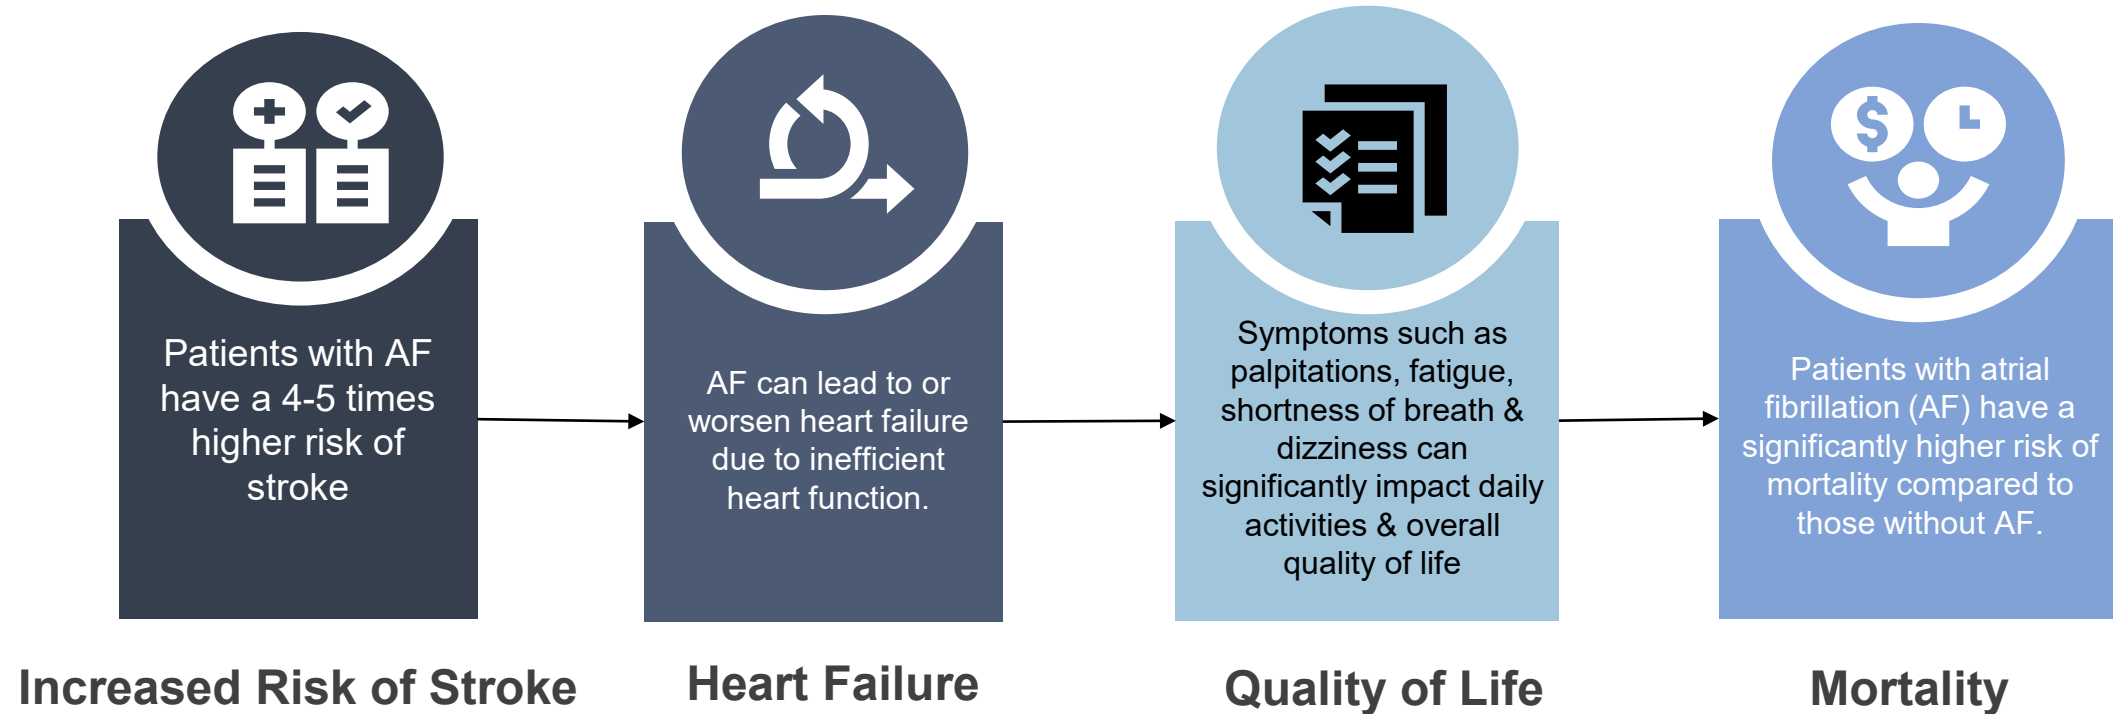 Patients with AF
have a 4-5 times
higher risk of
stroke
Increased Risk of Stroke
AF can lead to or
worsen heart failure
due to inefficient
heart function.
Heart Failure
Symptoms such as
palpitations, fatigue,
shortness of breath &
dizziness can
significantly impact daily
activities & overall
quality of life
Quality of Life
$
Patients with atrial
fibrillation (AF) have a
significantly higher risk of
mortality compared to
those without AF.
Mortality